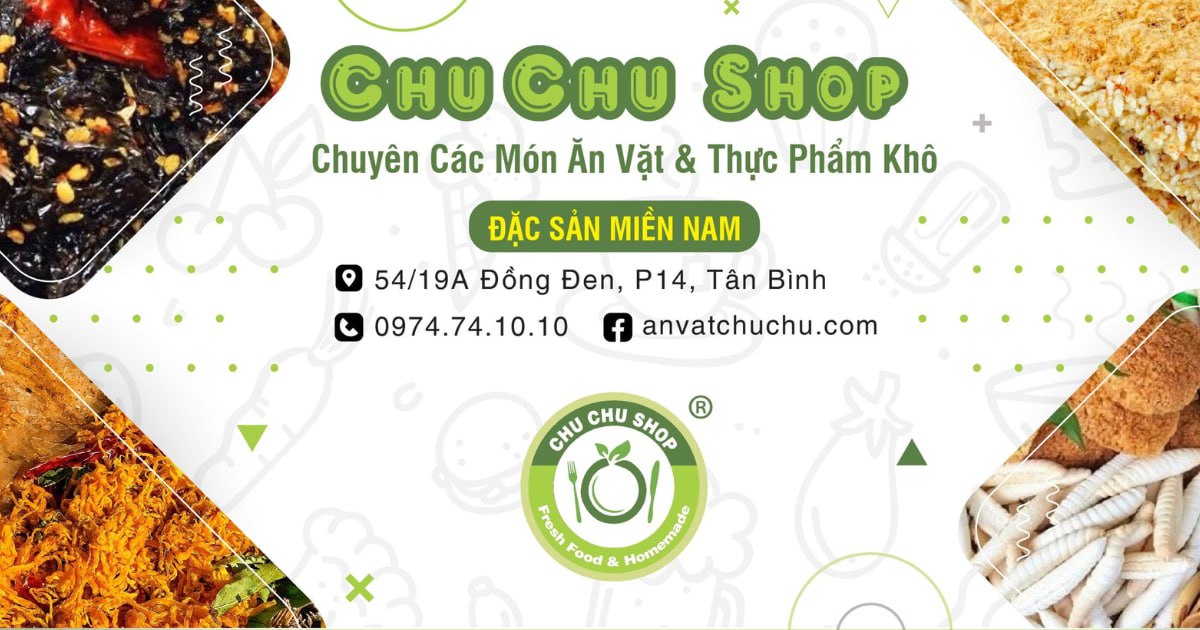 Chu Chu Shop
Chuyên Các Món Ăn Vặt & Thực Phẩm Khô
ĐẶC SẢN MIỀN NAM
54/19A Đồng Đen, P14, Tân Bình
0974.74.10.10 anvatchuchu.com
CHU CHU SHOP ®
Fresh Food & Homemade